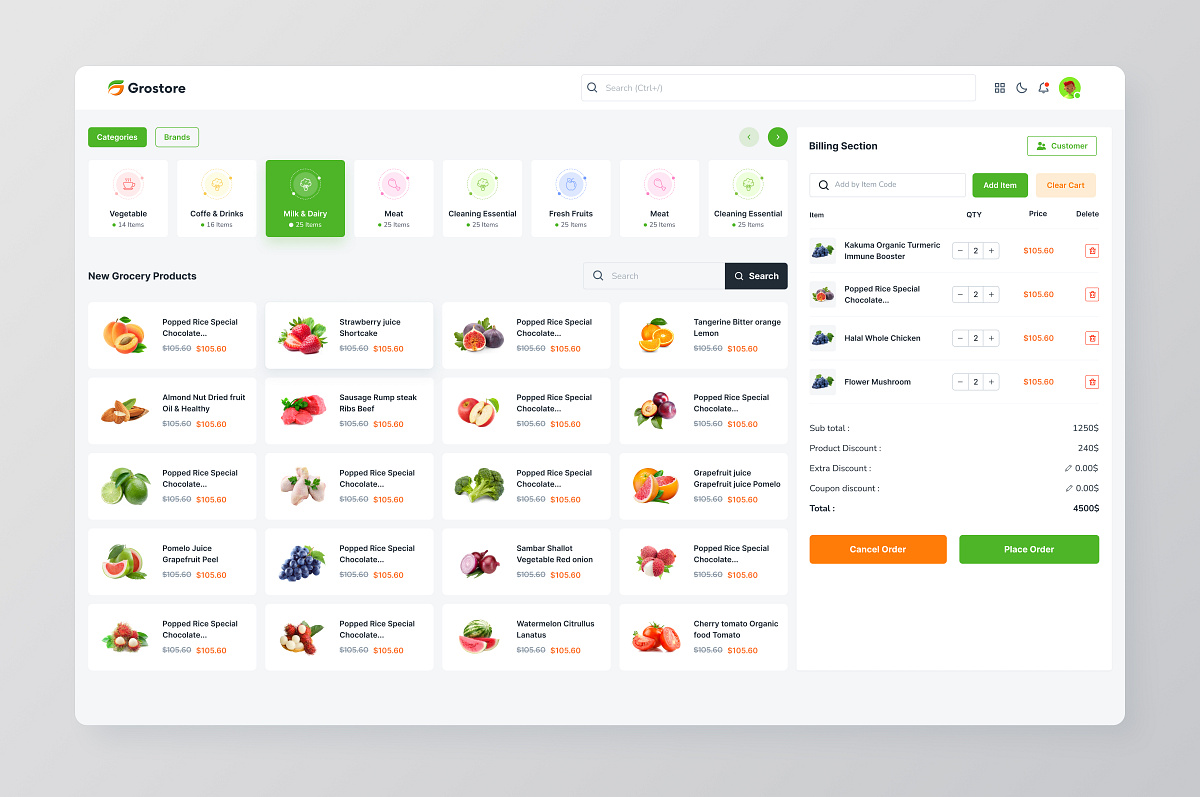 Grostore
Search (Ctrl+/)
Categories
Brands
Vegetable
14 Items
Coffe & Drinks
16 Items
Milk & Dairy
25 Items
Meat
25 Items
Cleaning Essential
25 Items
Fresh Fruits
25 Items
Meat
25 Items
Cleaning Essential
25 Items
New Grocery Products
Search
Search
Popped Rice Special
Chocolate...
$105.60 $105.60
Strawberry juice
Shortcake
$105.60 $105.60
Popped Rice Special
Chocolate...
$105.60 $105.60
Tangerine Bitter orange
Lemon
$105.60 $105.60
Almond Nut Dried fruit
Oil & Healthy
$105.60 $105.60
Sausage Rump steak
Ribs Beef
$105.60 $105.60
Popped Rice Special
Chocolate...
$105.60 $105.60
Popped Rice Special
Chocolate...
$105.60 $105.60
Popped Rice Special
Chocolate...
$105.60 $105.60
Popped Rice Special
Chocolate...
$105.60 $105.60
Popped Rice Special
Chocolate...
$105.60 $105.60
Grapefruit juice
Grapefruit juice Pomelo
$105.60 $105.60
Pomelo Juice
Grapefruit Peel
$105.60 $105.60
Popped Rice Special
Chocolate...
$105.60 $105.60
Sambar Shallot
Vegetable Red onion
$105.60 $105.60
Popped Rice Special
Chocolate...
$105.60 $105.60
Popped Rice Special
Chocolate...
$105.60 $105.60
Popped Rice Special
Chocolate...
$105.60 $105.60
Watermelon Citrullus
Lanatus
$105.60 $105.60
Cherry tomato Organic
food Tomato
$105.60 $105.60
Billing Section
Customer
Add by Item Code
Add Item
Clear Cart
Item QTY Price Delete
Kakuma Organic Turmeric
Immune Booster
− 2 + $105.60
Popped Rice Special
Chocolate...
− 2 + $105.60
Halal Whole Chicken
− 2 + $105.60
Flower Mushroom
− 2 + $105.60
Sub total : 1250$
Product Discount : 240$
Extra Discount : 0.00$
Coupon discount : 0.00$
Total : 4500$
Cancel Order
Place Order